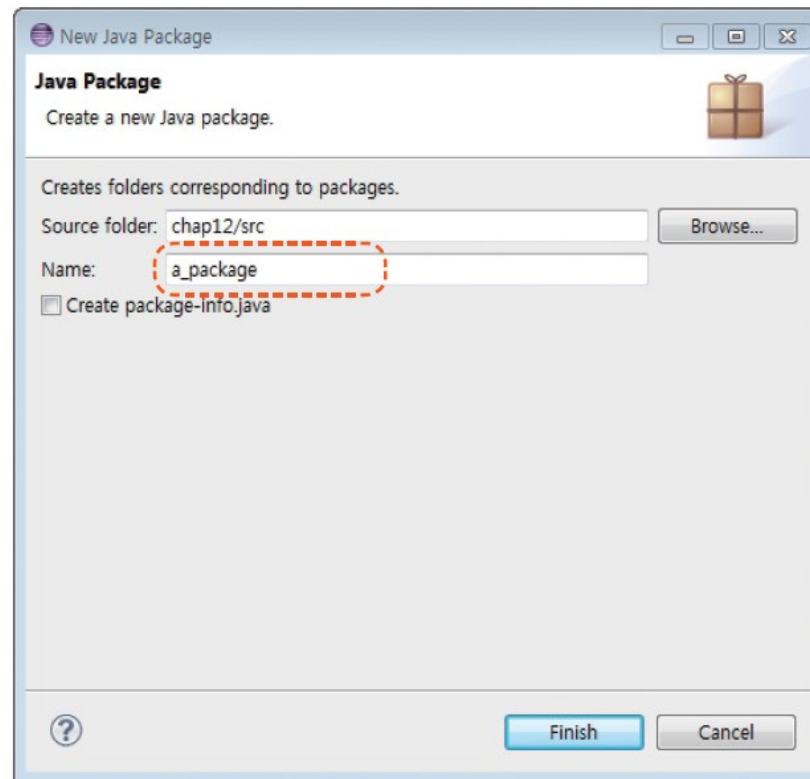 New Java Package
Java Package
Create a new Java package.
Creates folders corresponding to packages.
Source folder: chap12/src Browse...
Name: a_package
Create package-info.java
? Finish Cancel